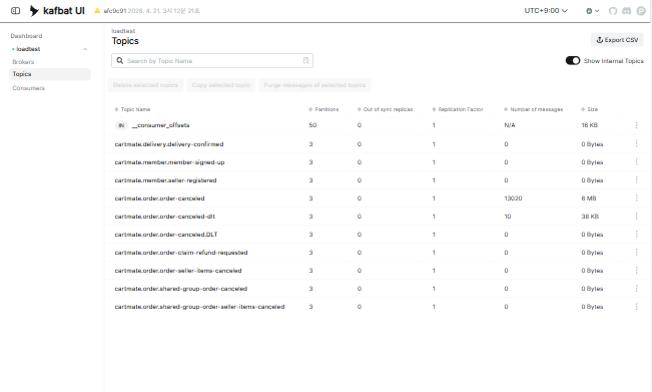 kafbat UI
afc9c91 2026. 4. 21. 3시 12분 21초
UTC+9:00
Dashboard
loadtest
Brokers
Topics
Consumers
loadtest
Topics
Export CSV
Search by Topic Name
Show Internal Topics
Delete selected topics Copy selected topic Purge messages of selected topics
Topic Name Partitions Out of sync replicas Replication Factor Number of messages Size
IN __consumer_offsets 50 0 1 N/A 16 KB
cartmate.delivery.delivery-confirmed 3 0 1 0 0 Bytes
cartmate.member.member-signed-up 3 0 1 0 0 Bytes
cartmate.member.seller-registered 3 0 1 0 0 Bytes
cartmate.order.order-canceled 3 0 1 13020 6 MB
cartmate.order.order-canceled-dlt 3 0 1 10 38 KB
cartmate.order.order-canceled.DLT 3 0 1 0 0 Bytes
cartmate.order.order-claim-refund-requested 3 0 1 0 0 Bytes
cartmate.order.order-seller-items-canceled 3 0 1 0 0 Bytes
cartmate.order.shared-group-order-canceled 3 0 1 0 0 Bytes
cartmate.order.shared-group-order-seller-items-canceled 3 0 1 0 0 Bytes